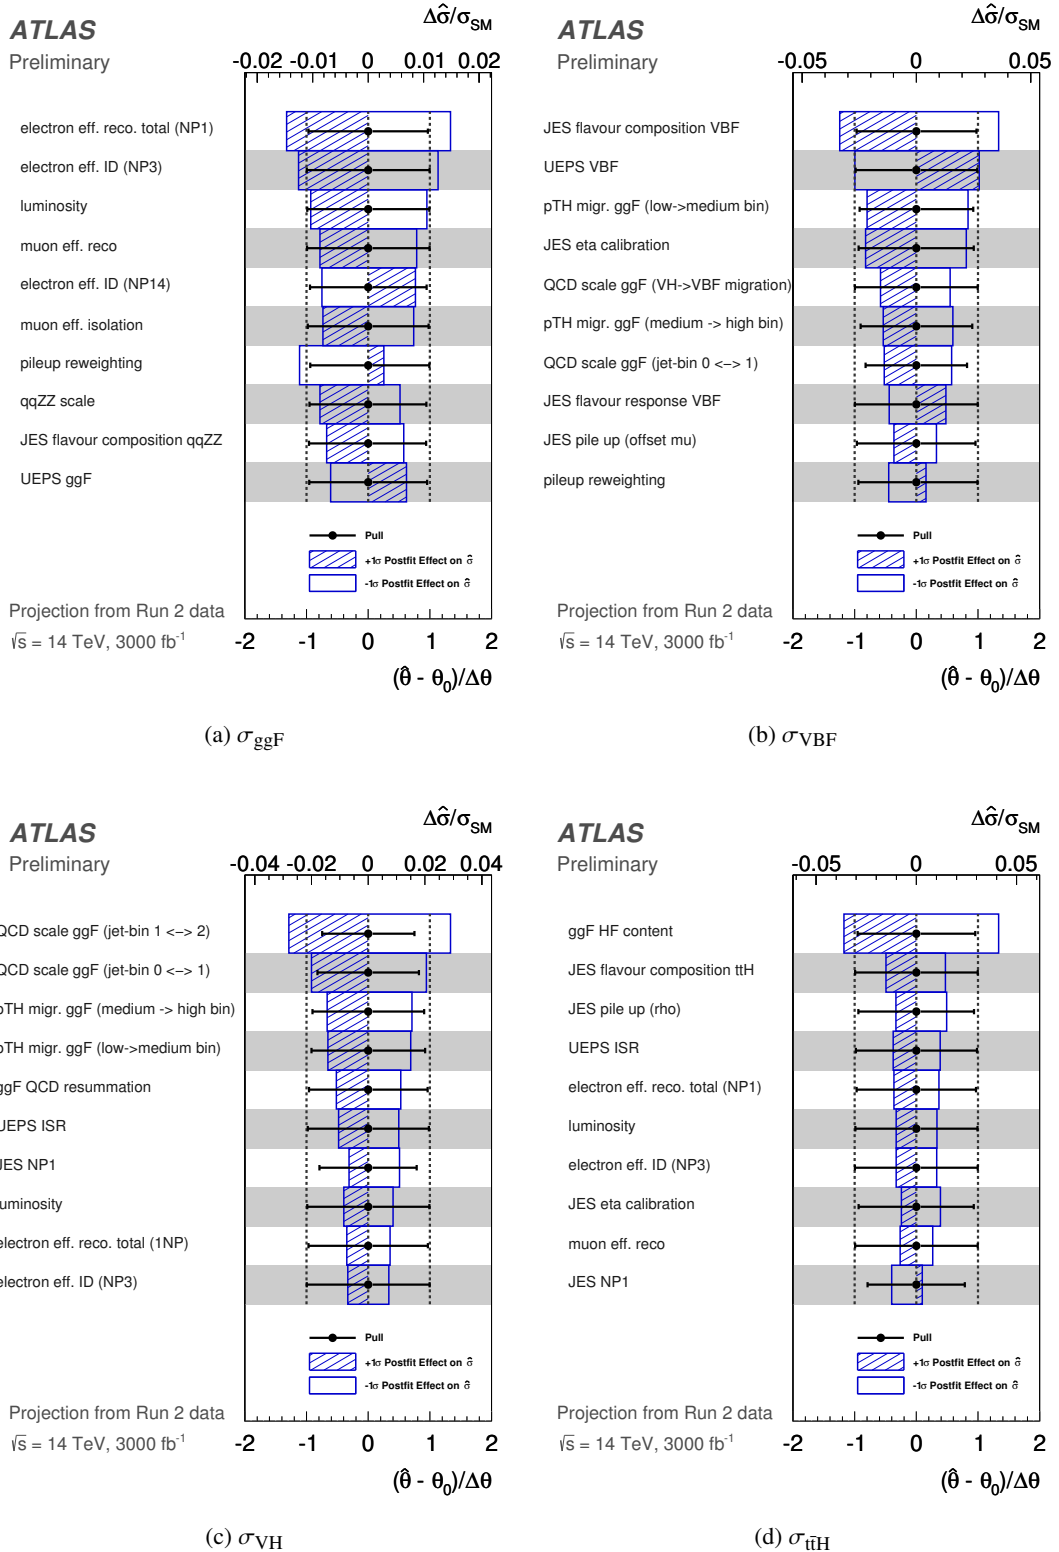 ATLAS
Preliminary
Δσ̂/σSM
-0.02 -0.01 0 0.01 0.02
electron eff. reco. total (NP1)
electron eff. ID (NP3)
luminosity
muon eff. reco
electron eff. ID (NP14)
muon eff. isolation
pileup reweighting
qqZZ scale
JES flavour composition qqZZ
UEPS ggF
Pull
+1σ Postfit Effect on σ̂
-1σ Postfit Effect on σ̂
Projection from Run 2 data
√s = 14 TeV, 3000 fb-1
-2 -1 0 1 2
(θ̂ - θ0)/Δθ
(a) σggF
ATLAS
Preliminary
Δσ̂/σSM
-0.05 0 0.05
JES flavour composition VBF
UEPS VBF
pTH migr. ggF (low->medium bin)
JES eta calibration
QCD scale ggF (VH->VBF migration)
pTH migr. ggF (medium -> high bin)
QCD scale ggF (jet-bin 0 <-> 1)
JES flavour response VBF
JES pile up (offset mu)
pileup reweighting
Pull
+1σ Postfit Effect on σ̂
-1σ Postfit Effect on σ̂
Projection from Run 2 data
√s = 14 TeV, 3000 fb-1
-2 -1 0 1 2
(θ̂ - θ0)/Δθ
(b) σVBF
ATLAS
Preliminary
Δσ̂/σSM
-0.04 -0.02 0 0.02 0.04
QCD scale ggF (jet-bin 1 <-> 2)
QCD scale ggF (jet-bin 0 <-> 1)
pTH migr. ggF (medium -> high bin)
pTH migr. ggF (low->medium bin)
ggF QCD resummation
UEPS ISR
JES NP1
luminosity
electron eff. reco. total (1NP)
electron eff. ID (NP3)
Pull
+1σ Postfit Effect on σ̂
-1σ Postfit Effect on σ̂
Projection from Run 2 data
√s = 14 TeV, 3000 fb-1
-2 -1 0 1 2
(θ̂ - θ0)/Δθ
(c) σVH
ATLAS
Preliminary
Δσ̂/σSM
-0.05 0 0.05
ggF HF content
JES flavour composition ttH
JES pile up (rho)
UEPS ISR
electron eff. reco. total (NP1)
luminosity
electron eff. ID (NP3)
JES eta calibration
muon eff. reco
JES NP1
Pull
+1σ Postfit Effect on σ̂
-1σ Postfit Effect on σ̂
Projection from Run 2 data
√s = 14 TeV, 3000 fb-1
-2 -1 0 1 2
(θ̂ - θ0)/Δθ
(d) σtt̄H